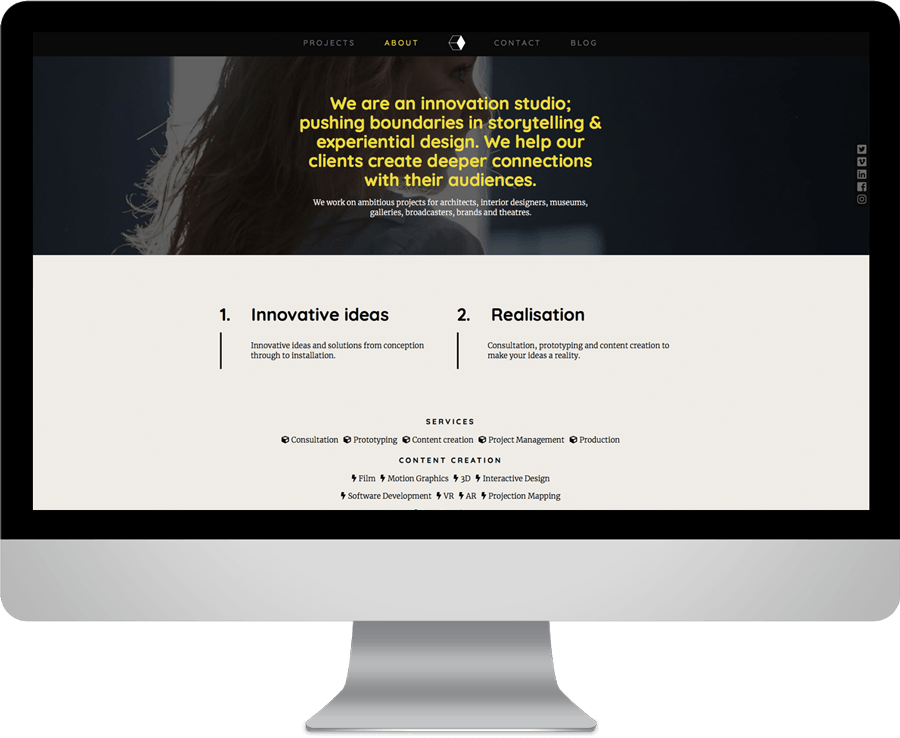 PROJECTS ABOUT CONTACT BLOG
We are an innovation studio;
pushing boundaries in storytelling &
experiential design. We help our
clients create deeper connections
with their audiences.
We work on ambitious projects for architects, interior designers, museums,
galleries, broadcasters, brands and theatres.
1. Innovative ideas
Innovative ideas and solutions from conception
through to installation.
2. Realisation
Consultation, prototyping and content creation to
make your ideas a reality.
SERVICES
Consultation Prototyping Content creation Project Management Production
CONTENT CREATION
Film Motion Graphics 3D Interactive Design
Software Development VR AR Projection Mapping